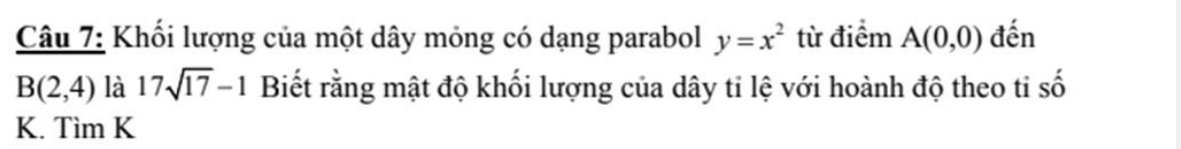 Câu 7: Khối lượng của một dây mỏng có dạng parabol y = x² từ điểm A(0,0) đến
B(2,4) là 17√17 − 1 Biết rằng mật độ khối lượng của dây tỉ lệ với hoành độ theo tỉ số
K. Tìm K